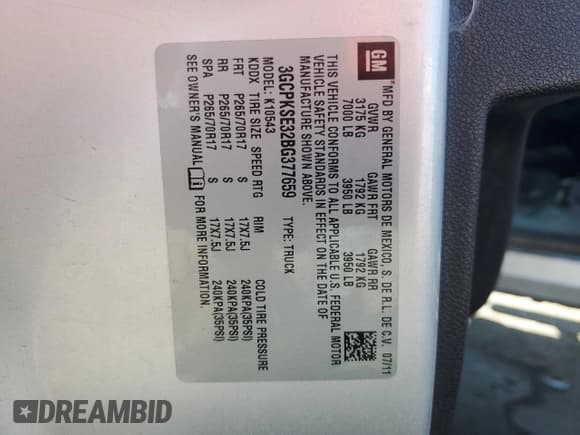 GM
*MFD BY GENERAL MOTORS DE MEXICO S. DE R.L. DE C.V. 07/11
GVWR GAWR FRT GAWR RR
3175 KG 1792 KG 1792 KG
7000 LB 3950 LB 3950 LB
THIS VEHICLE CONFORMS TO ALL APPLICABLE U.S. FEDERAL MOTOR
VEHICLE SAFETY STANDARDS IN EFFECT ON THE DATE OF
MANUFACTURE SHOWN ABOVE.
3GCPKSE32BG377659 TYPE: TRUCK
MODEL: K10543
KDDX TIRE SIZE SPEED RTG RIM COLD TIRE PRESSURE
FRT P265/70R17 S 17X7.5J 240KPA(35PSI)
RR P265/70R17 S 17X7.5J 240KPA(35PSI)
SPA P265/70R17 S 17X7.5J 240KPA(35PSI)
SEE OWNER'S MANUAL FOR MORE INFORMATION.
DREAMBID